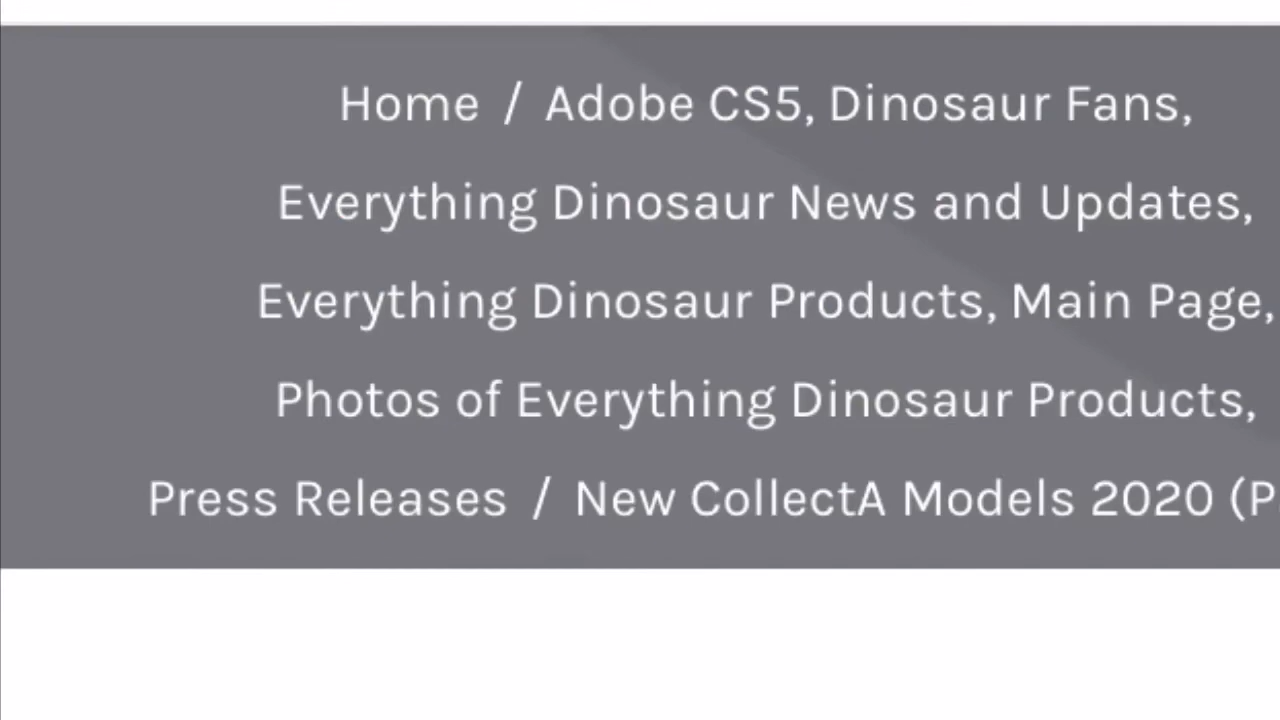 Home / Adobe CS5, Dinosaur Fans,
Everything Dinosaur News and Updates,
Everything Dinosaur Products, Main Page,
Photos of Everything Dinosaur Products,
Press Releases / New CollectA Models 2020 (P